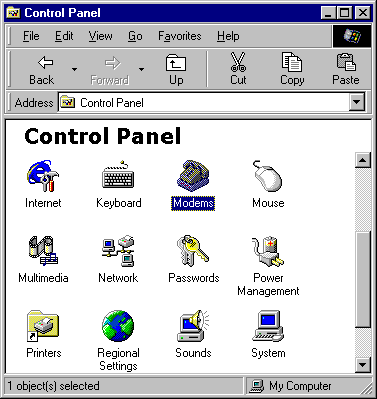 Control Panel
File Edit View Go Favorites Help
Back Forward Up Cut Copy Paste
Address Control Panel
Control Panel
Internet Keyboard Modems Mouse
Multimedia Network Passwords Power
Management
Printers Regional Sounds System
Settings
1 object(s) selected My Computer